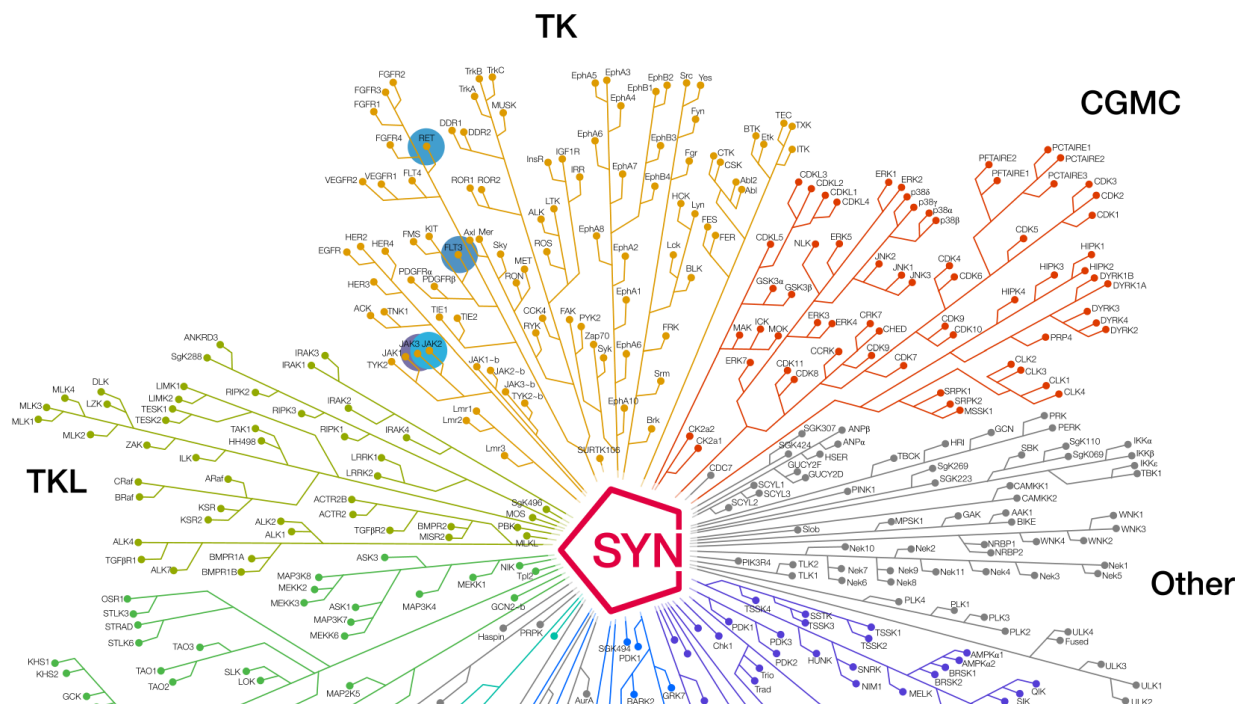 TK
CGMC
TKL
Other
SYN
FGFR2
FGFR3
FGFR1
FGFR4
RET
TrkB
TrkC
TrkA
MUSK
DDR1
DDR2
VEGFR2
VEGFR1
FLT4
ROR1
ROR2
InsR
IGF1R
IRR
LTK
ALK
ROS
EphA5
EphA3
EphA4
EphA6
EphA7
EphA8
EphA2
EphA1
EphA6
EphA10
EphB2
EphB1
EphB3
EphB4
Src
Yes
Fyn
Fgr
HCK
Lyn
Lck
BLK
FRK
Srm
Brk
CTK
CSK
Abl2
Abl
FES
FER
BTK
Etk
TEC
TXK
ITK
HER2
EGFR
HER4
HER3
FMS
KIT
Axl
Mer
FLT3
Sky
MET
RON
PDGFRα
PDGFRβ
ACK
TNK1
TIE1
TIE2
CCK4
RYK
FAK
PYK2
Zap70
Syk
JAK3
JAK2
JAK1
TYK2
JAK1~b
JAK2~b
JAK3~b
TYK2~b
Lmr1
Lmr2
Lmr3
SURTK106
CDKL3
CDKL2
CDKL1
CDKL4
CDKL5
ERK1
ERK2
p38δ
p38γ
p38α
p38β
NLK
ERK5
JNK2
JNK1
JNK3
GSK3α
GSK3β
MAK
ICK
MOK
ERK3
ERK4
ERK7
PFTAIRE2
PFTAIRE1
PCTAIRE1
PCTAIRE2
PCTAIRE3
CDK3
CDK2
CDK1
CDK5
CDK4
CDK6
CRK7
CHED
CDK9
CDK10
CCRK
CDK9
CDK7
CDK11
CDK8
HIPK1
HIPK3
HIPK2
HIPK4
DYRK1B
DYRK1A
DYRK3
DYRK4
DYRK2
PRP4
CLK2
CLK3
CLK1
CLK4
SRPK1
SRPK2
MSSK1
CK2a2
CK2a1
CDC7
ANKRD3
SgK288
DLK
MLK4
MLK3
LZK
MLK1
MLK2
LIMK1
LIMK2
TESK1
TESK2
RIPK2
RIPK3
RIPK1
IRAK3
IRAK1
IRAK2
IRAK4
TAK1
HH498
ZAK
ILK
LRRK1
LRRK2
CRaf
BRaf
ARaf
KSR
KSR2
ACTR2B
ACTR2
ALK2
ALK1
TGFβR2
BMPR2
MISR2
ALK4
TGFβR1
ALK7
BMPR1A
BMPR1B
SgK496
MOS
PBK
MLKL
SGK307
ANPβ
ANPα
SGK424
HSER
GUCY2F
GUCY2D
SCYL1
SCYL3
SCYL2
TBCK
HRI
GCN
PRK
PERK
PINK1
SgK269
SGK223
SBK
SgK110
SgK069
IKKα
IKKβ
IKKε
TBK1
CAMKK1
CAMKK2
Slob
MPSK1
GAK
AAK1
BIKE
WNK1
WNK3
WNK4
WNK2
NRBP1
NRBP2
Nek10
Nek2
PIK3R4
TLK2
TLK1
Nek7
Nek6
Nek9
Nek8
Nek11
Nek4
Nek3
Nek1
Nek5
PLK4
PLK1
PLK3
PLK2
ULK4
Fused
ULK3
ULK1
ULK2
ASK3
MAP3K8
MEKK2
MEKK3
ASK1
MAP3K7
MEKK6
MAP3K4
MEKK1
NIK
Tpl2
GCN2~b
OSR1
STLK3
STRAD
STLK6
TAO3
TAO1
TAO2
SLK
LOK
MAP2K5
KHS1
KHS2
GCK
Haspin
PRPK
AurA
SGK494
PDK1
BARK2
GRK7
TSSK4
SSTK
TSSK3
TSSK1
TSSK2
PDK1
Chk1
PDK3
PDK2
Trio
Trad
HUNK
SNRK
NIM1
MELK
AMPKα1
AMPKα2
BRSK1
BRSK2
QIK
SIK